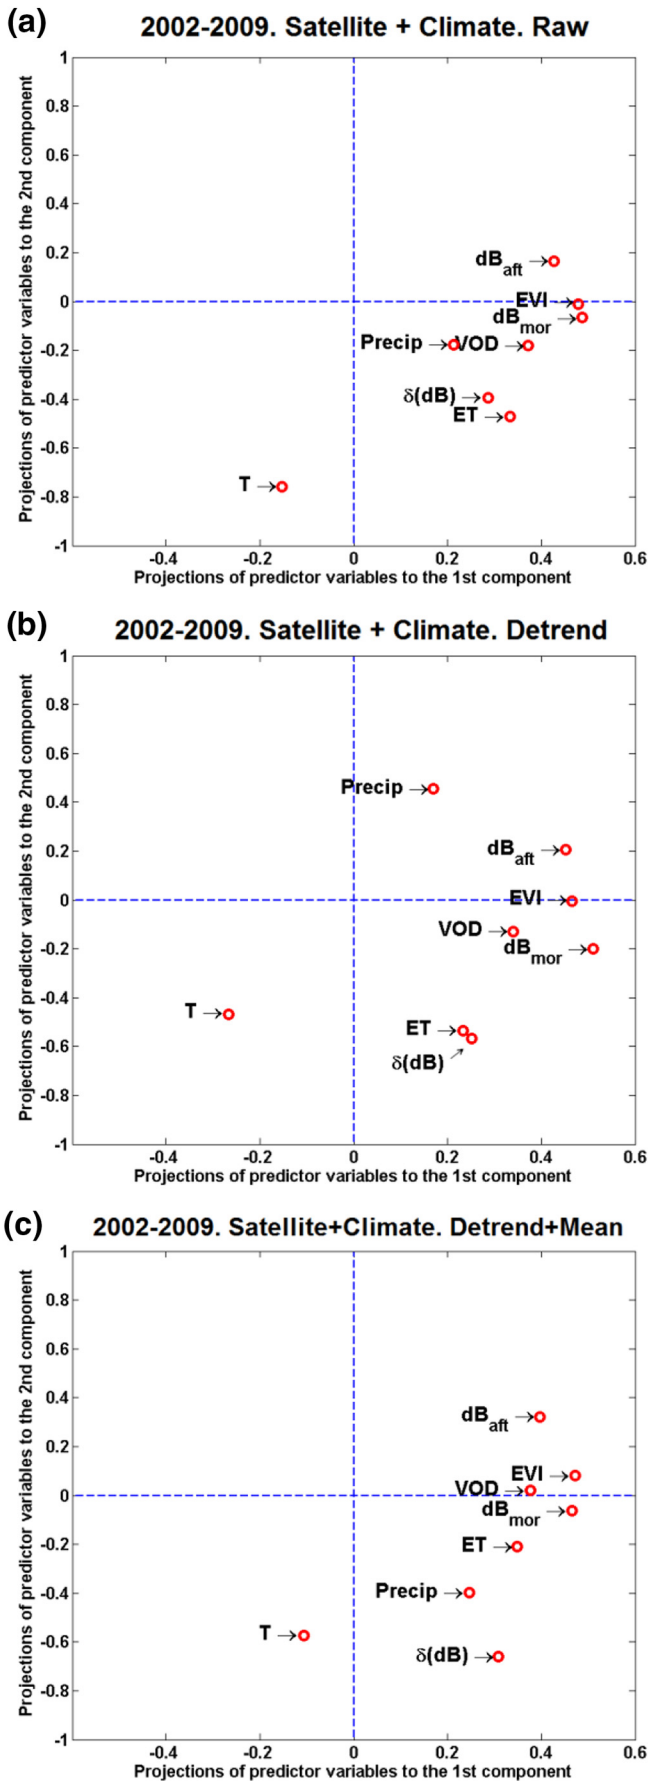 (a)
2002-2009. Satellite + Climate. Raw
Projections of predictor variables to the 2nd component
1
0.8
0.6
0.4
0.2
0
-0.2
-0.4
-0.6
-0.8
-1
dBaft
EVI
dBmor
Precip
VOD
δ(dB)
ET
T
-0.4 -0.2 0 0.2 0.4 0.6
Projections of predictor variables to the 1st component
(b)
2002-2009. Satellite + Climate. Detrend
Projections of predictor variables to the 2nd component
1
0.8
0.6
0.4
0.2
0
-0.2
-0.4
-0.6
-0.8
-1
Precip
dBaft
EVI
VOD
dBmor
T
ET
δ(dB)
-0.4 -0.2 0 0.2 0.4 0.6
Projections of predictor variables to the 1st component
(c)
2002-2009. Satellite+Climate. Detrend+Mean
Projections of predictor variables to the 2nd component
1
0.8
0.6
0.4
0.2
0
-0.2
-0.4
-0.6
-0.8
-1
dBaft
EVI
VOD
dBmor
ET
Precip
T
δ(dB)
-0.4 -0.2 0 0.2 0.4 0.6
Projections of predictor variables to the 1st component